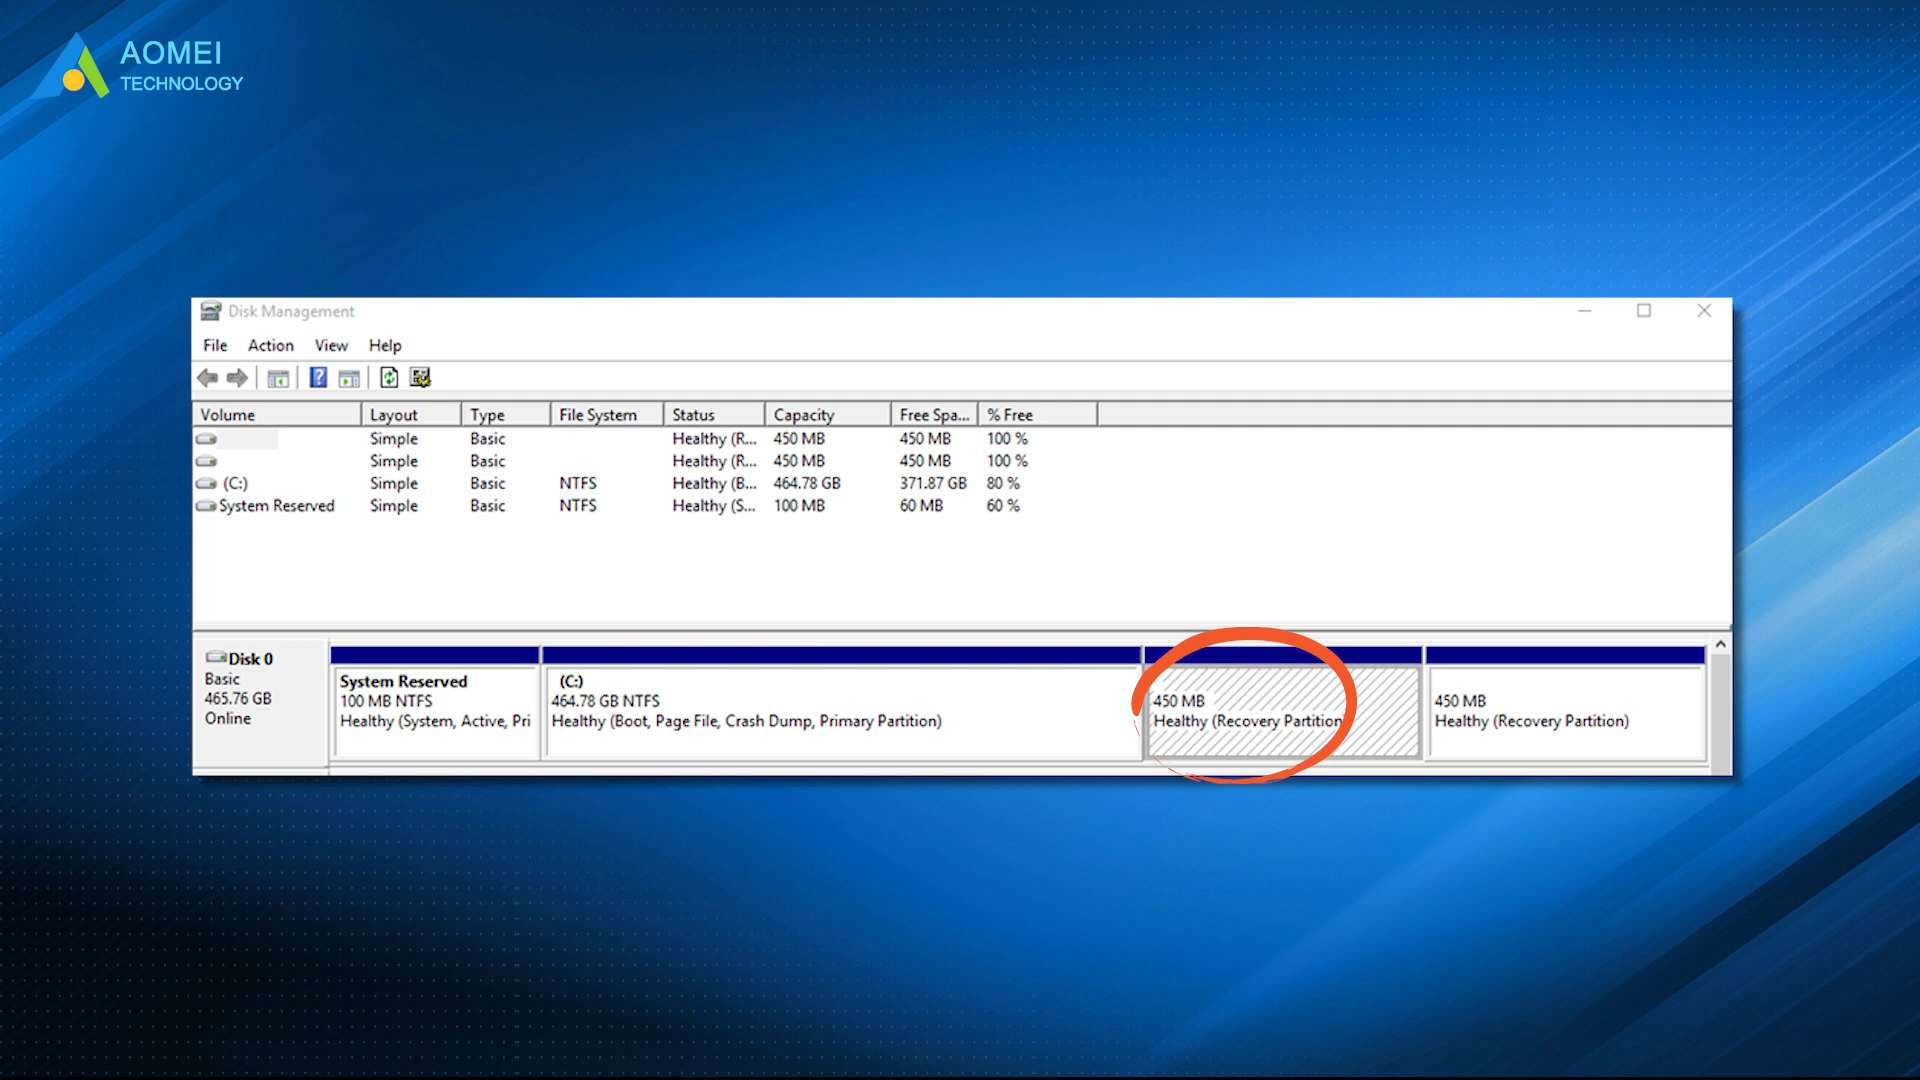 AOMEI
TECHNOLOGY
Disk Management
File Action View Help
Volume Layout Type File System Status Capacity Free Spa... % Free
Simple Basic Healthy (R... 450 MB 450 MB 100 %
Simple Basic Healthy (R... 450 MB 450 MB 100 %
(C:) Simple Basic NTFS Healthy (B... 464.78 GB 371.87 GB 80 %
System Reserved Simple Basic NTFS Healthy (S... 100 MB 60 MB 60 %
Disk 0
Basic
465.76 GB
Online
System Reserved
100 MB NTFS
Healthy (System, Active, Pri
(C:)
464.78 GB NTFS
Healthy (Boot, Page File, Crash Dump, Primary Partition)
450 MB
Healthy (Recovery Partition)
450 MB
Healthy (Recovery Partition)